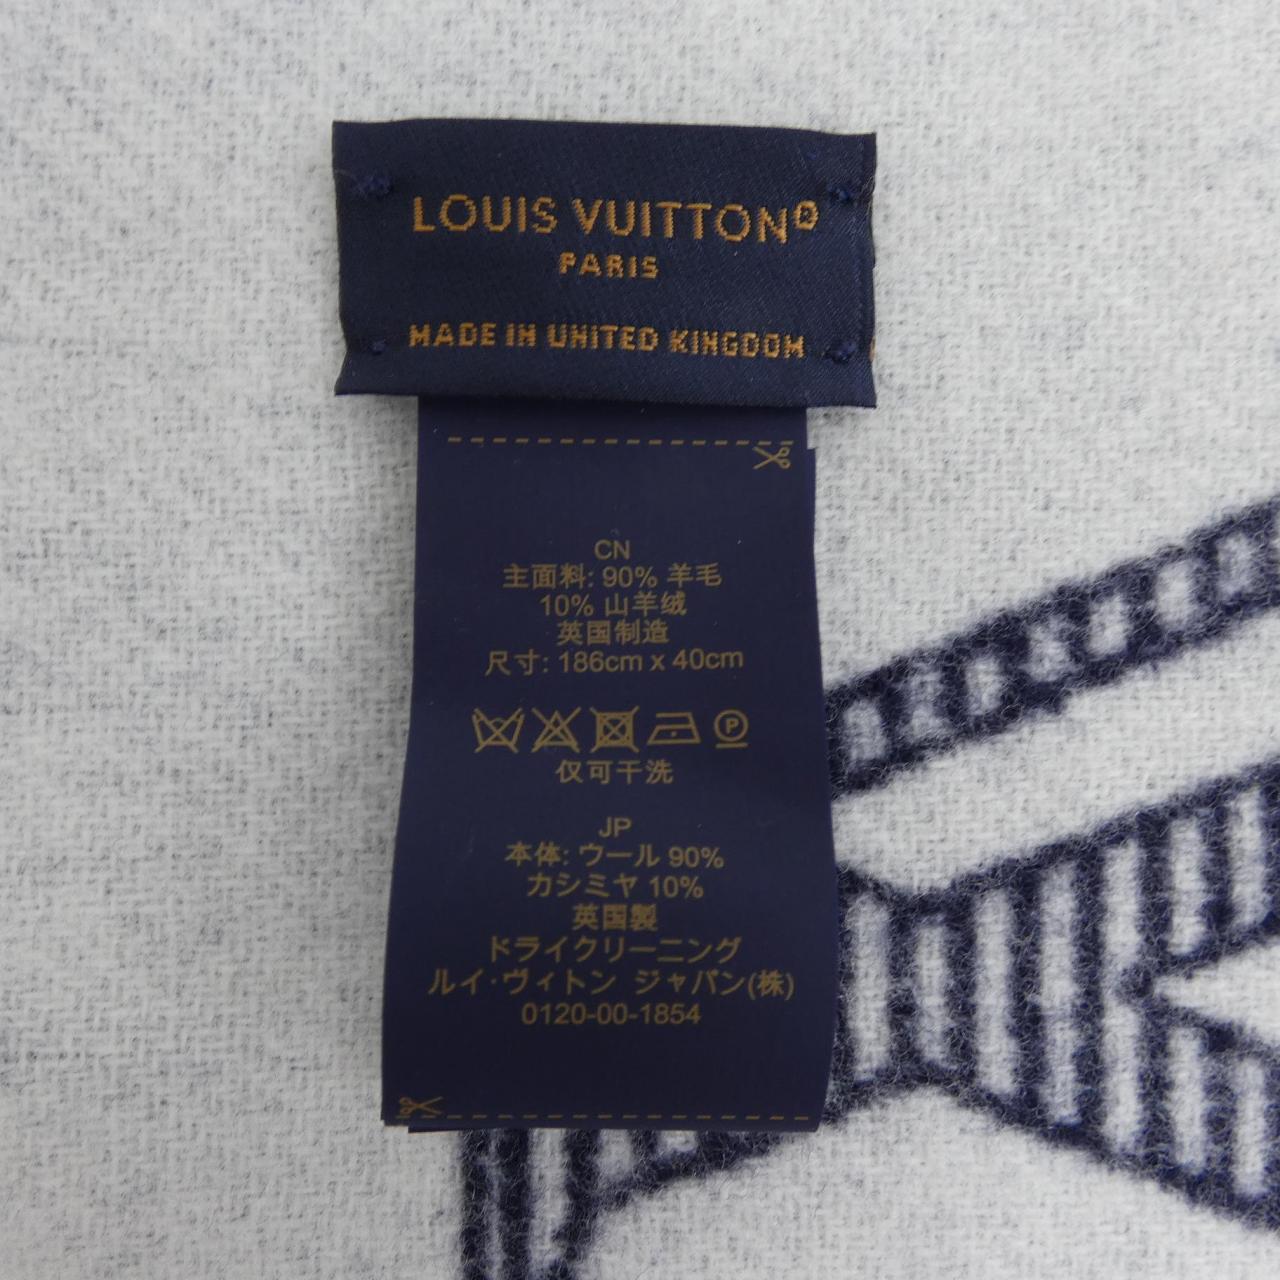 LOUIS VUITTON®
PARIS
MADE IN UNITED KINGDOM
CN
主面料: 90% 羊毛
10% 山羊绒
英国制造
尺寸: 186cm x 40cm
P
仅可干洗
JP
本体: ウール 90%
カシミヤ 10%
英国製
ドライクリーニング
ルイ·ヴィトン ジャパン(株)
0120-00-1854